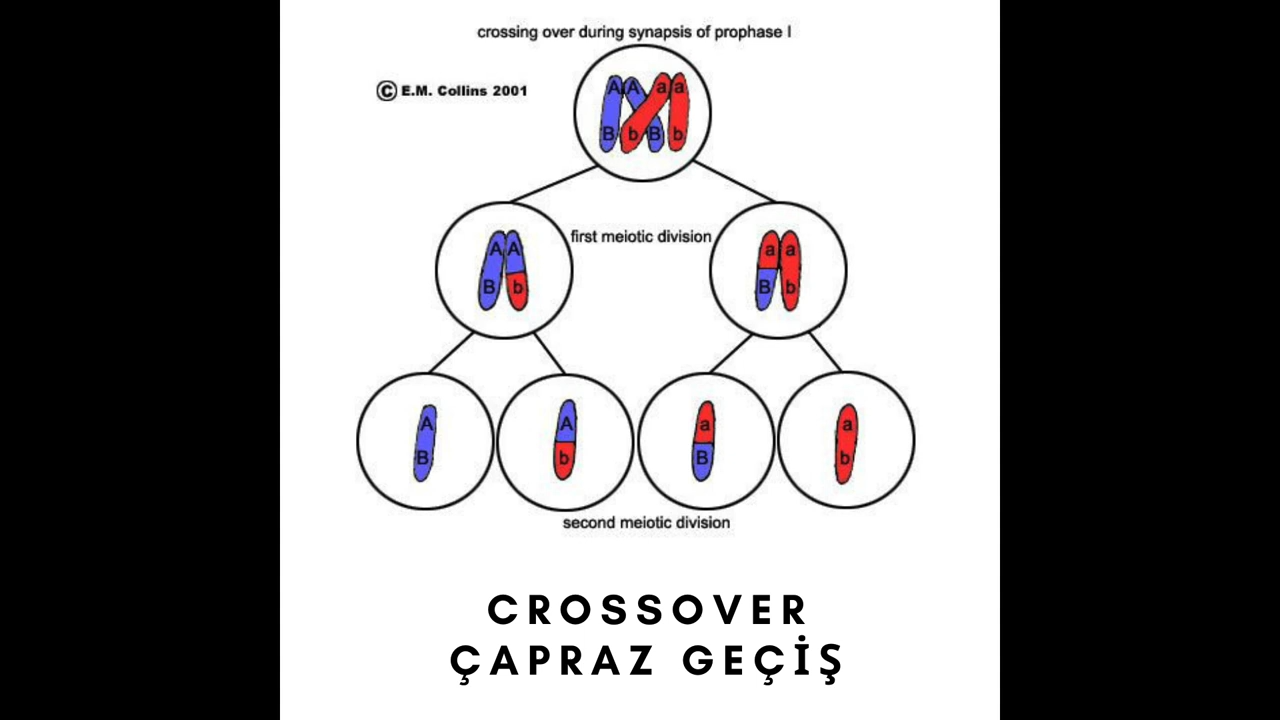 crossing over during synapsis of prophase I
© E.M. Collins 2001
A A a a
B b B b
first meiotic division
A A a a
B b B b
A A a a
B b B b
second meiotic division
CROSSOVER
ÇAPRAZ GEÇİŞ